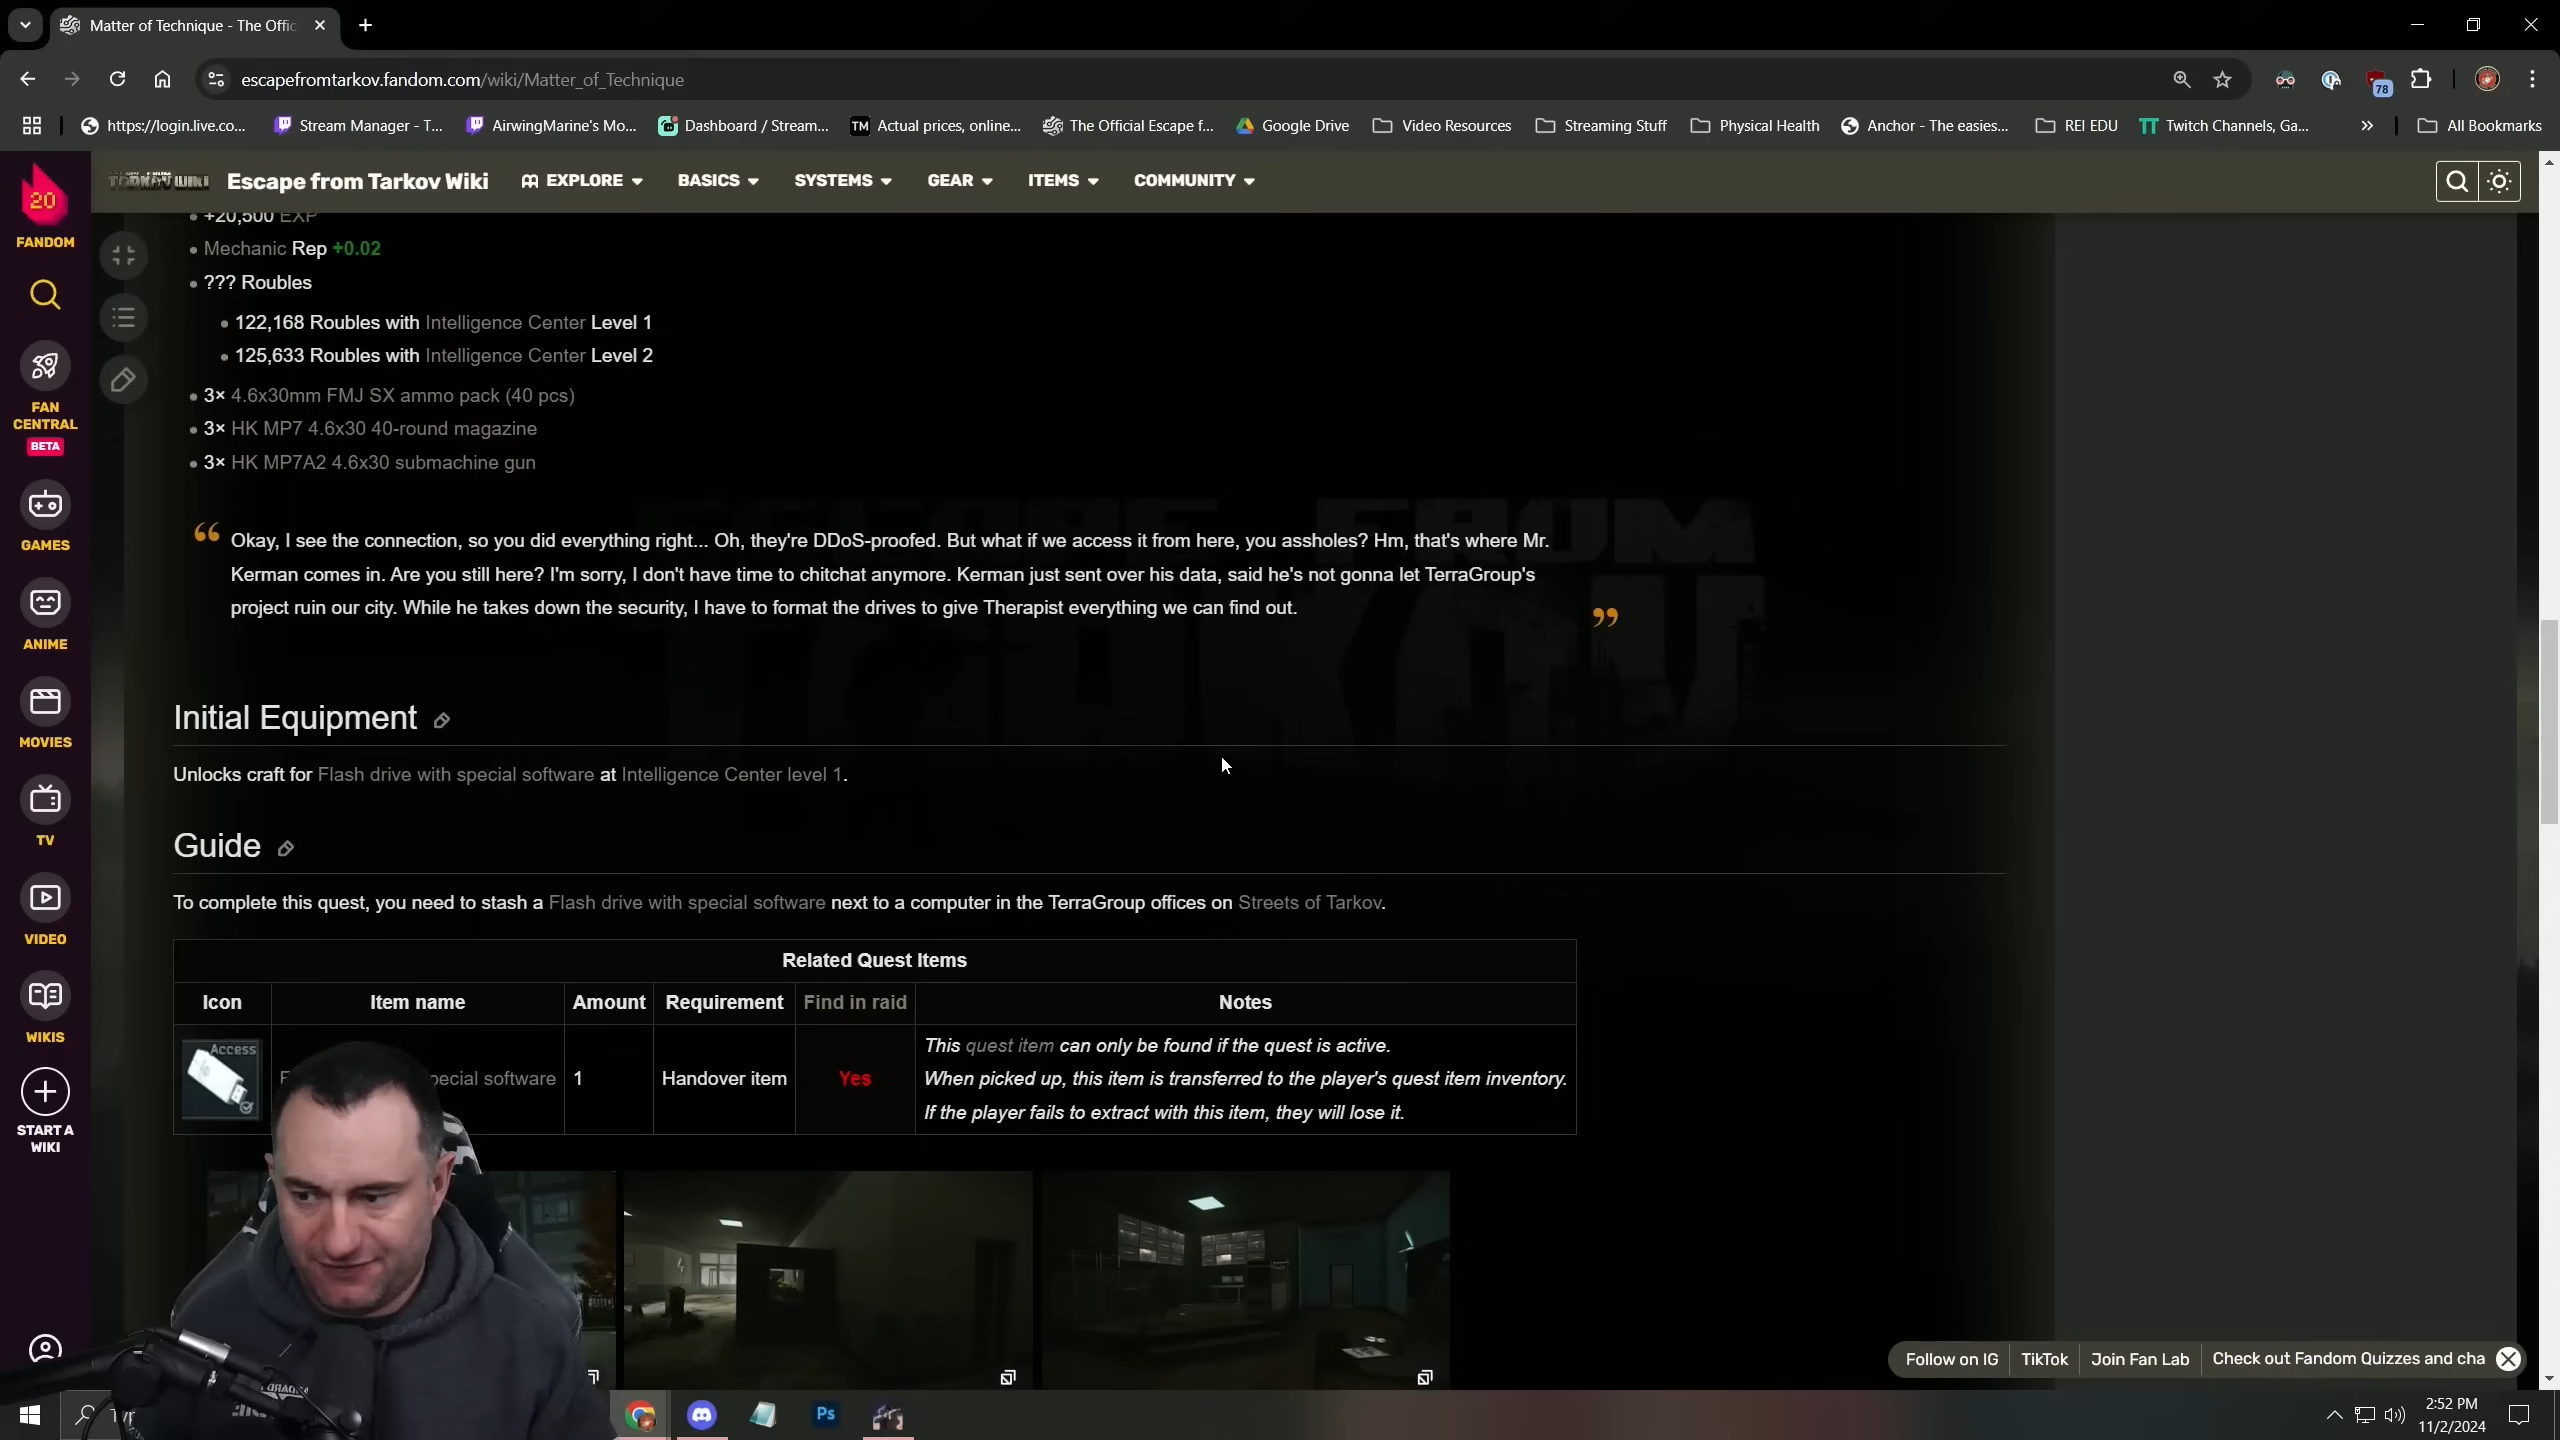 Matter of Technique - The Offic
escapefromtarkov.fandom.com/wiki/Matter_of_Technique
78
https://login.live.co... Stream Manager - T... AirwingMarine's Mo... Dashboard / Stream... TM Actual prices, online... The Official Escape f... Google Drive Video Resources Streaming Stuff Physical Health Anchor - The easies... REI EDU TT Twitch Channels, Ga... » All Bookmarks
20
FANDOM
FAN CENTRAL
BETA
GAMES
ANIME
MOVIES
TV
VIDEO
WIKIS
START A WIKI
TARKOV WIKI Escape from Tarkov Wiki EXPLORE BASICS SYSTEMS GEAR ITEMS COMMUNITY
+20,500 EXP
Mechanic Rep +0.02
??? Roubles
122,168 Roubles with Intelligence Center Level 1
125,633 Roubles with Intelligence Center Level 2
3× 4.6x30mm FMJ SX ammo pack (40 pcs)
3× HK MP7 4.6x30 40-round magazine
3× HK MP7A2 4.6x30 submachine gun
“ Okay, I see the connection, so you did everything right... Oh, they're DDoS-proofed. But what if we access it from here, you assholes? Hm, that's where Mr.
Kerman comes in. Are you still here? I'm sorry, I don't have time to chitchat anymore. Kerman just sent over his data, said he's not gonna let TerraGroup's
project ruin our city. While he takes down the security, I have to format the drives to give Therapist everything we can find out. ”
Initial Equipment
Unlocks craft for Flash drive with special software at Intelligence Center level 1.
Guide
To complete this quest, you need to stash a Flash drive with special software next to a computer in the TerraGroup offices on Streets of Tarkov.
Related Quest Items
Icon Item name Amount Requirement Find in raid Notes
Access
special software 1 Handover item Yes
This quest item can only be found if the quest is active.
When picked up, this item is transferred to the player's quest item inventory.
If the player fails to extract with this item, they will lose it.
Follow on IG TikTok Join Fan Lab Check out Fandom Quizzes and cha
Ps
2:52 PM
11/2/2024